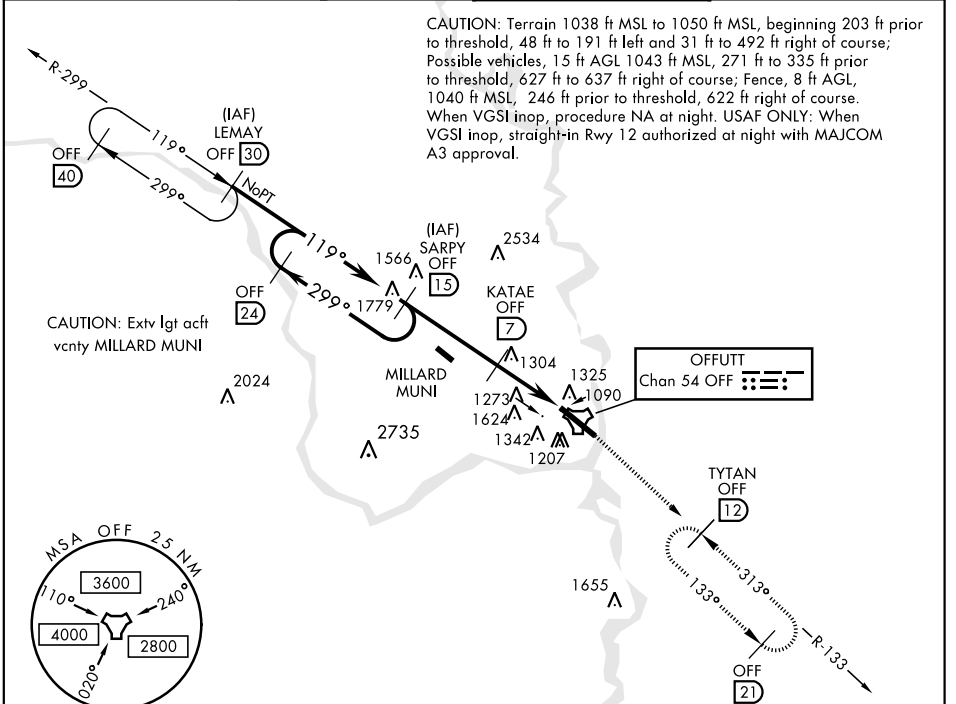 CAUTION: Terrain 1038 ft MSL to 1050 ft MSL, beginning 203 ft prior
to threshold, 48 ft to 191 ft left and 31 ft to 492 ft right of course;
Possible vehicles, 15 ft AGL 1043 ft MSL, 271 ft to 335 ft prior
to threshold, 627 ft to 637 ft right of course; Fence, 8 ft AGL,
1040 ft MSL, 246 ft prior to threshold, 622 ft right of course.
When VGSI inop, procedure NA at night. USAF ONLY: When
VGSI inop, straight-in Rwy 12 authorized at night with MAJCOM
A3 approval.
R-299
119°
299°
OFF
40
(IAF)
LEMAY
OFF 30
NoPT
119°
299°
OFF
24
(IAF)
SARPY
OFF
15
1566
1779
2534
KATAE
OFF
7
1304
CAUTION: Extv lgt acft
vcnty MILLARD MUNI
MILLARD
MUNI
2024
2735
1325
1090
1273
1624
1342
1207
OFFUTT
Chan 54 OFF
TYTAN
OFF
12
313°
133°
R-133
OFF
21
1655
MSA OFF 25 NM
3600
110°
240°
4000
2800
020°